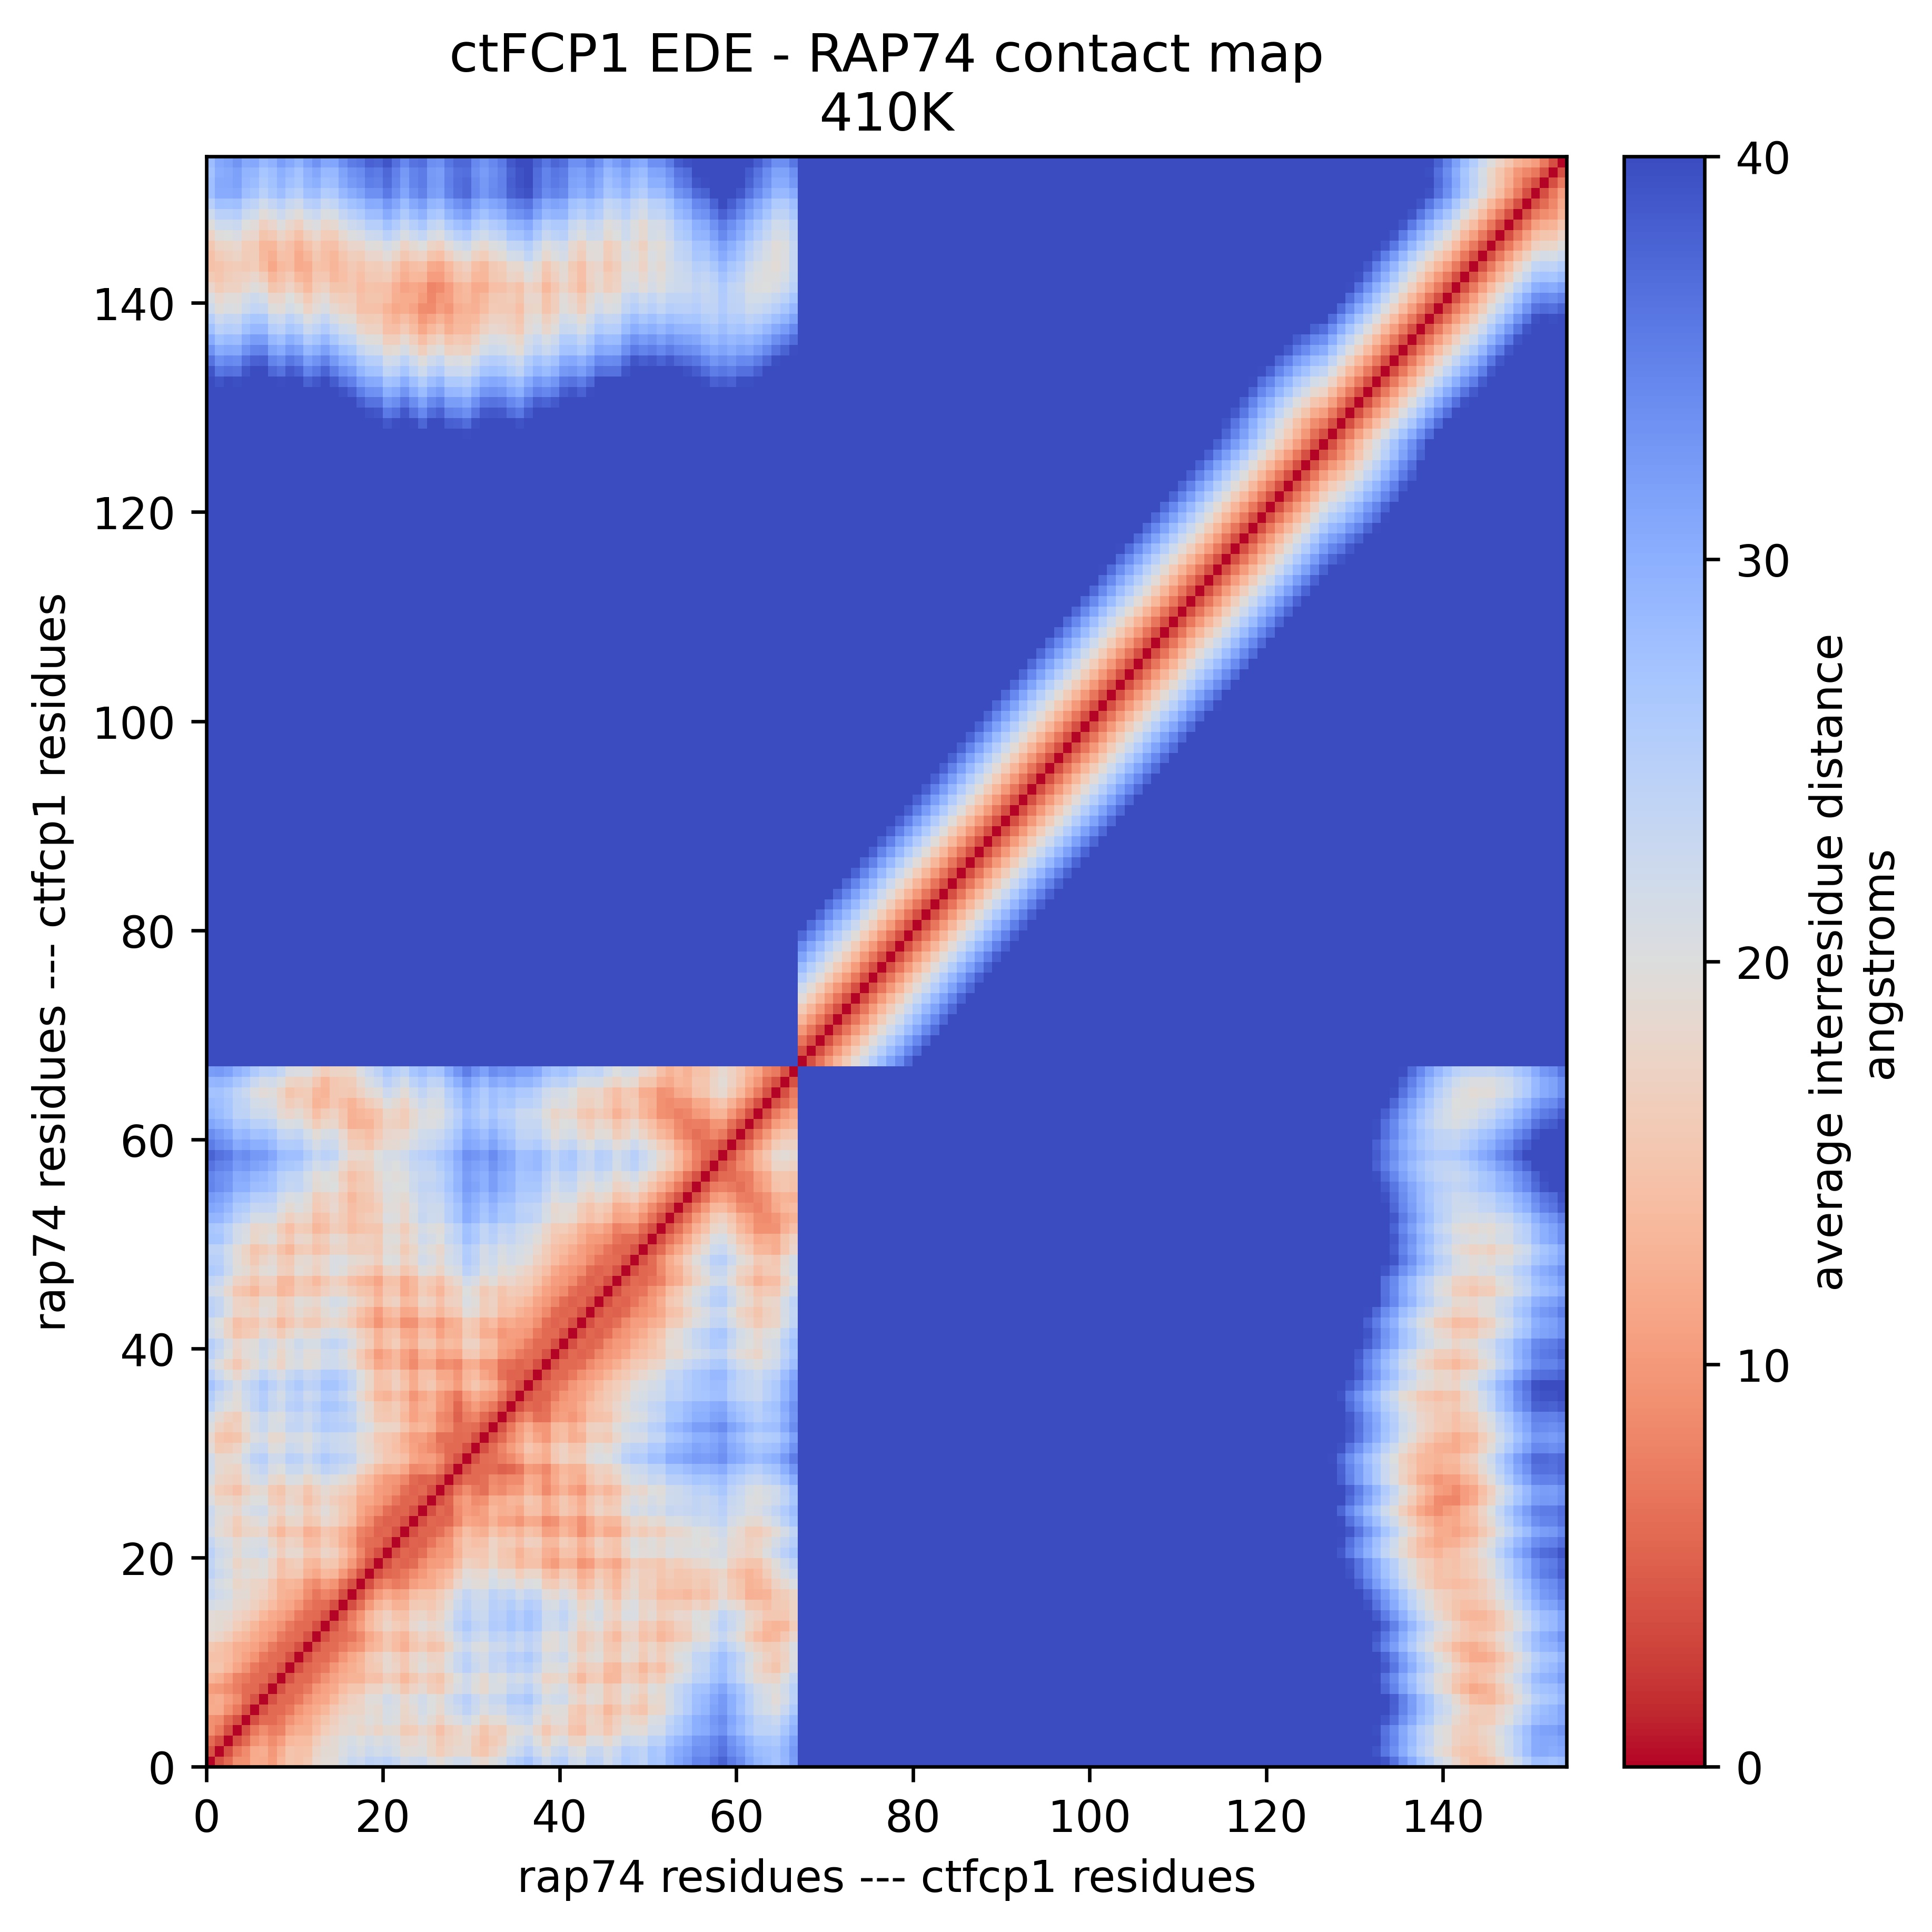 ctFCP1 EDE - RAP74 contact map
410K
rap74 residues --- ctfcp1 residues
140
120
100
80
60
40
20
0
0 20 40 60 80 100 120 140
rap74 residues --- ctfcp1 residues
40
30
20
10
0
average interresidue distance
angstroms